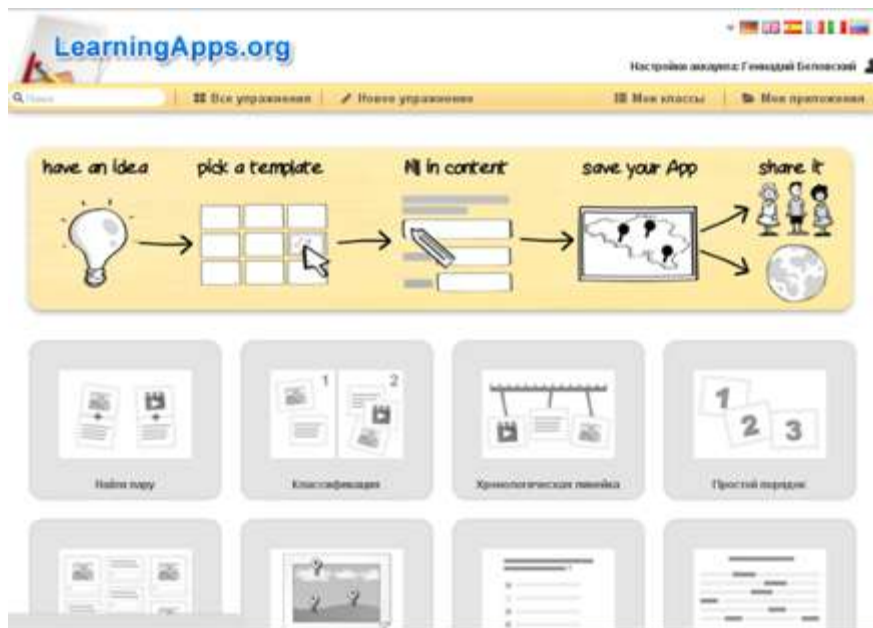 LearningApps.org
Настройки аккаунта: Геннадий Беловский
Поиск
Все упражнения
Новое упражнение
Мои классы
Мои приложения
have an idea
pick a template
fill in content
save your App
share it
1
2
1
2
3
Найти пару
Классификация
Хронологическая линейка
Простой порядок
?
?
?
?